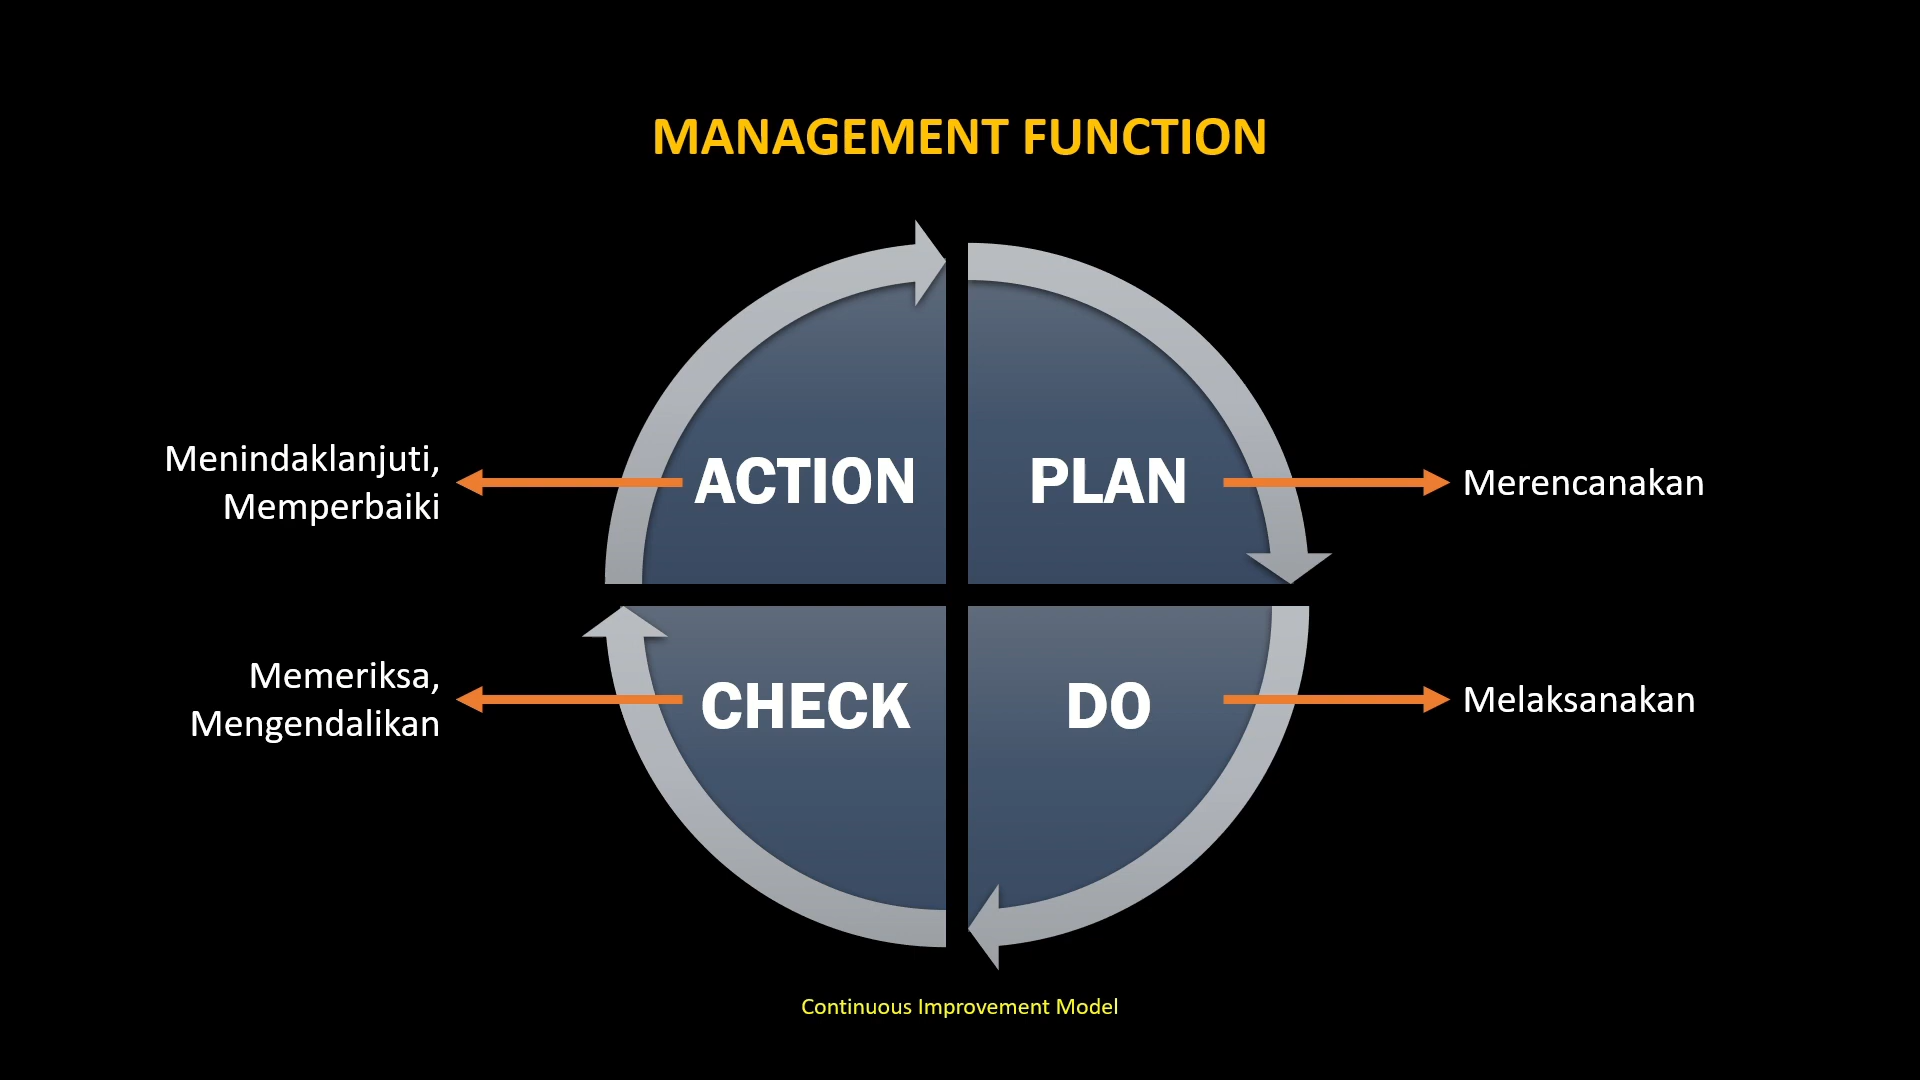 MANAGEMENT FUNCTION
Menindaklanjuti,
Memperbaiki
ACTION
PLAN
Merencanakan
Memeriksa,
Mengendalikan
CHECK
DO
Melaksanakan
Continuous Improvement Model